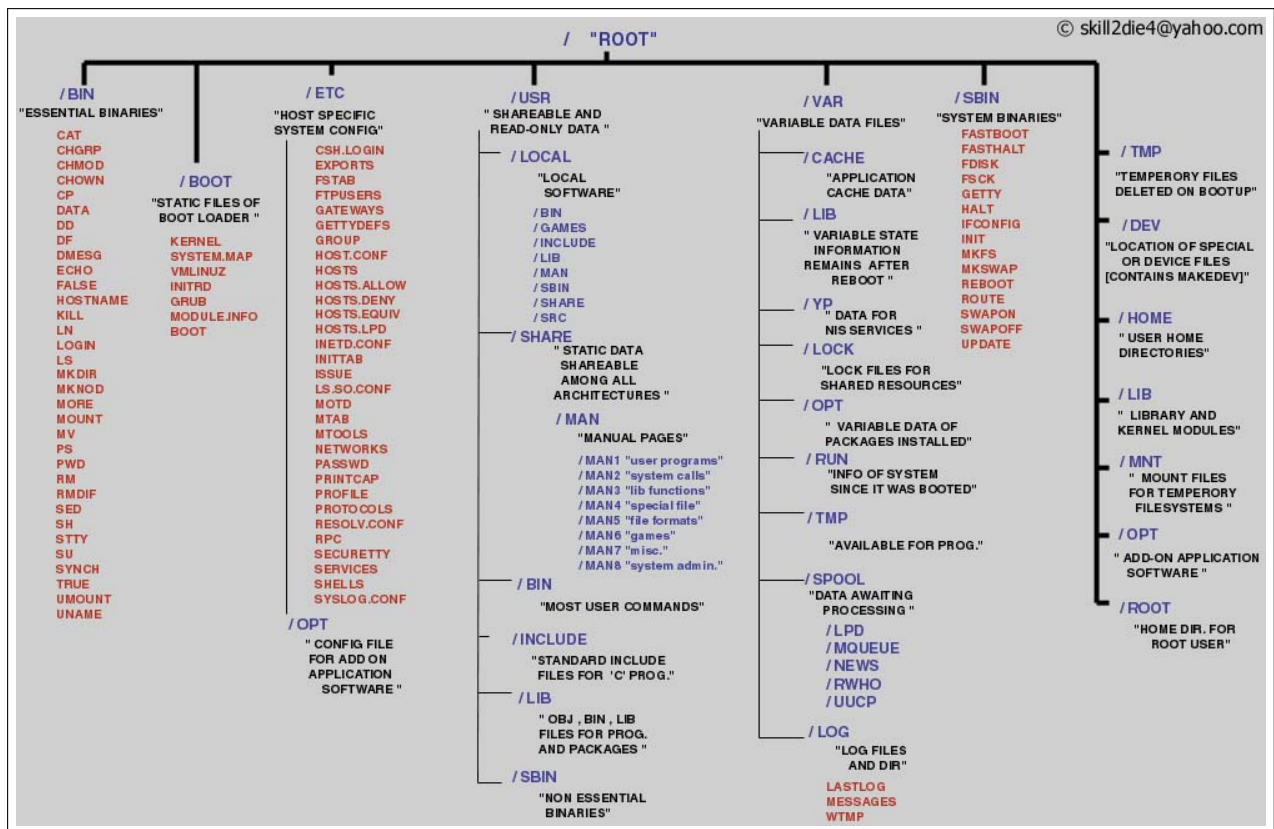 © skill2die4@yahoo.com
/ "ROOT"
/BIN
"ESSENTIAL BINARIES"
CAT
CHGRP
CHMOD
CHOWN
CP
DATA
DD
DF
DMESG
ECHO
FALSE
HOSTNAME
KILL
LN
LOGIN
LS
MKDIR
MKNOD
MORE
MOUNT
MV
PS
PWD
RM
RMDIF
SED
SH
STTY
SU
SYNCH
TRUE
UMOUNT
UNAME
/BOOT
"STATIC FILES OF
BOOT LOADER "
KERNEL
SYSTEM.MAP
VMLINUZ
INITRD
GRUB
MODULE.INFO
BOOT
/ ETC
"HOST SPECIFIC
SYSTEM CONFIG"
CSH.LOGIN
EXPORTS
FSTAB
FTPUSERS
GATEWAYS
GETTYDEFS
GROUP
HOST.CONF
HOSTS
HOSTS.ALLOW
HOSTS.DENY
HOSTS.EQUIV
HOSTS.LPD
INETD.CONF
INITTAB
ISSUE
LS.SO.CONF
MOTD
MTAB
MTOOLS
NETWORKS
PASSWD
PRINTCAP
PROFILE
PROTOCOLS
RESOLV.CONF
RPC
SECURETTY
SERVICES
SHELLS
SYSLOG.CONF
/OPT
" CONFIG FILE
FOR ADD ON
APPLICATION
SOFTWARE "
/USR
" SHAREABLE AND
READ-ONLY DATA "
/LOCAL
"LOCAL
SOFTWARE"
/BIN
/GAMES
/INCLUDE
/LIB
/MAN
/SBIN
/SHARE
/SRC
/SHARE
" STATIC DATA
SHAREABLE
AMONG ALL
ARCHITECTURES "
/MAN
"MANUAL PAGES"
/MAN1 "user programs"
/MAN2 "system calls"
/MAN3 "lib functions"
/MAN4 "special file"
/MAN5 "file formats"
/MAN6 "games"
/MAN7 "misc."
/MAN8 "system admin."
/BIN
"MOST USER COMMANDS"
/INCLUDE
"STANDARD INCLUDE
FILES FOR 'C' PROG."
/LIB
" OBJ , BIN , LIB
FILES FOR PROG.
AND PACKAGES "
/SBIN
"NON ESSENTIAL
BINARIES"
/VAR
"VARIABLE DATA FILES"
/CACHE
"APPLICATION
CACHE DATA"
/LIB
" VARIABLE STATE
INFORMATION
REMAINS AFTER
REBOOT "
/YP
" DATA FOR
NIS SERVICES "
/LOCK
"LOCK FILES FOR
SHARED RESOURCES"
/OPT
" VARIABLE DATA OF
PACKAGES INSTALLED"
/RUN
"INFO OF SYSTEM
SINCE IT WAS BOOTED"
/TMP
"AVAILABLE FOR PROG."
/SPOOL
"DATA AWAITING
PROCESSING "
/LPD
/MQUEUE
/NEWS
/RWHO
/UUCP
/LOG
"LOG FILES
AND DIR"
LASTLOG
MESSAGES
WTMP
/SBIN
"SYSTEM BINARIES"
FASTBOOT
FASTHALT
FDISK
FSCK
GETTY
HALT
IFCONFIG
INIT
MKFS
MKSWAP
REBOOT
ROUTE
SWAPON
SWAPOFF
UPDATE
/TMP
"TEMPERORY FILES
DELETED ON BOOTUP"
/DEV
"LOCATION OF SPECIAL
OR DEVICE FILES
[CONTAINS MAKEDEV]"
/HOME
" USER HOME
DIRECTORIES"
/LIB
" LIBRARY AND
KERNEL MODULES"
/MNT
" MOUNT FILES
FOR TEMPERORY
FILESYSTEMS "
/OPT
" ADD-ON APPLICATION
SOFTWARE "
/ROOT
"HOME DIR. FOR
ROOT USER"